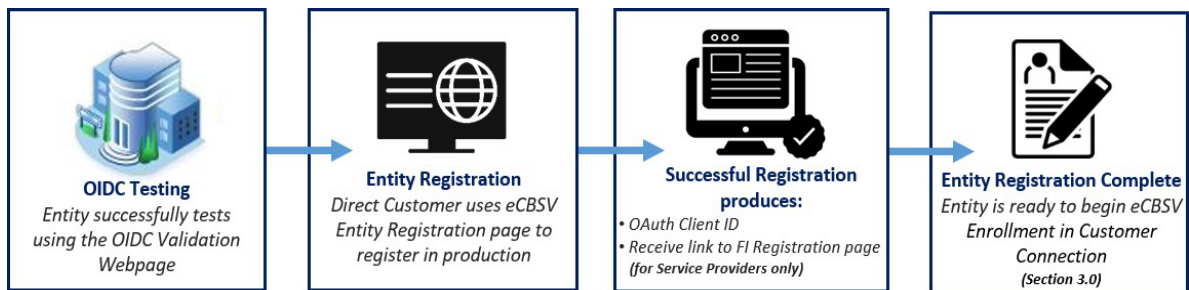 OIDC Testing
Entity successfully tests
using the OIDC Validation
Webpage
Entity Registration
Direct Customer uses eCBSV
Entity Registration page to
register in production
Successful Registration
produces:
• OAuth Client ID
• Receive link to FI Registration page
(for Service Providers only)
Entity Registration Complete
Entity is ready to begin eCBSV
Enrollment in Customer
Connection
(Section 3.0)